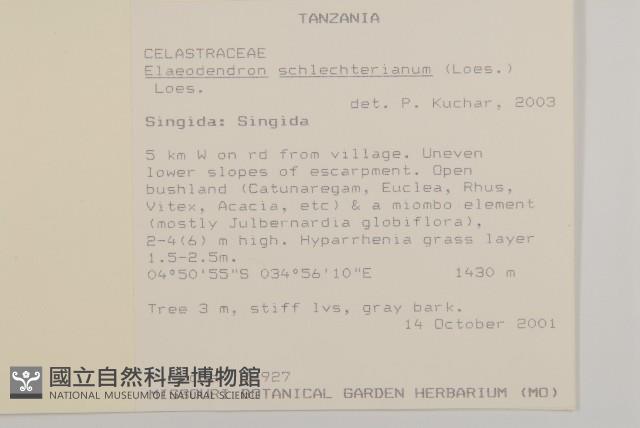 TANZANIA
CELASTRACEAE
Elaeodendron schlechterianum (Loes.)
Loes.
det. P. Kuchar, 2003
Singida: Singida
5 km W on rd from village. Uneven
lower slopes of escarpment. Open
bushland (Catunaregam, Euclea, Rhus,
Vitex, Acacia, etc) & a miombo element
(mostly Julbernardia globiflora),
2-4(6) m high. Hyparrhenia grass layer
1.5-2.5m.
04°50'55"S 034°56'10"E 1430 m
Tree 3 m, stiff lvs, gray bark.
14 October 2001
927
國立自然科學博物館
NATIONAL MUSEUM OF NATURAL SCIENCE
MISSOURI BOTANICAL GARDEN HERBARIUM (MO)